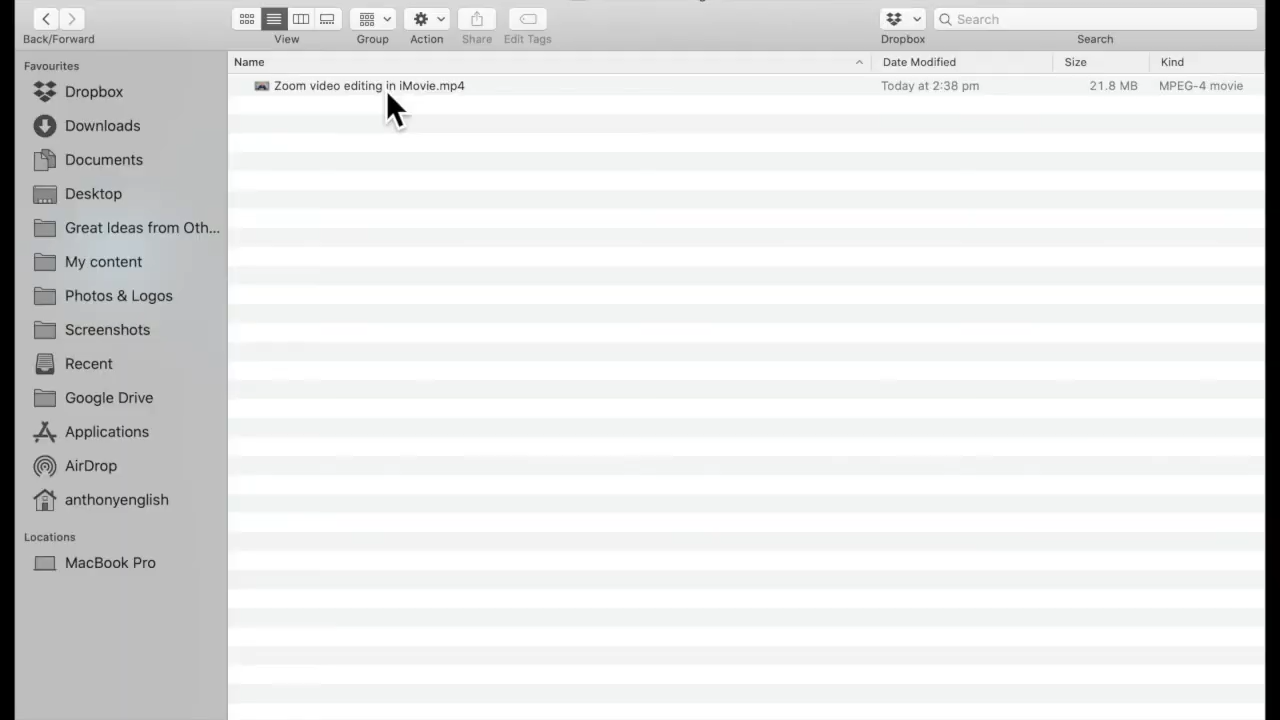 Search
Back/Forward
View
Group
Action
Share
Edit Tags
Dropbox
Search
Favourites
Dropbox
Downloads
Documents
Desktop
Great Ideas from Oth...
My content
Photos & Logos
Screenshots
Recent
Google Drive
Applications
AirDrop
anthonyenglish
Locations
MacBook Pro
Name
Date Modified
Size
Kind
Zoom video editing in iMovie.mp4
Today at 2:38 pm
21.8 MB
MPEG-4 movie